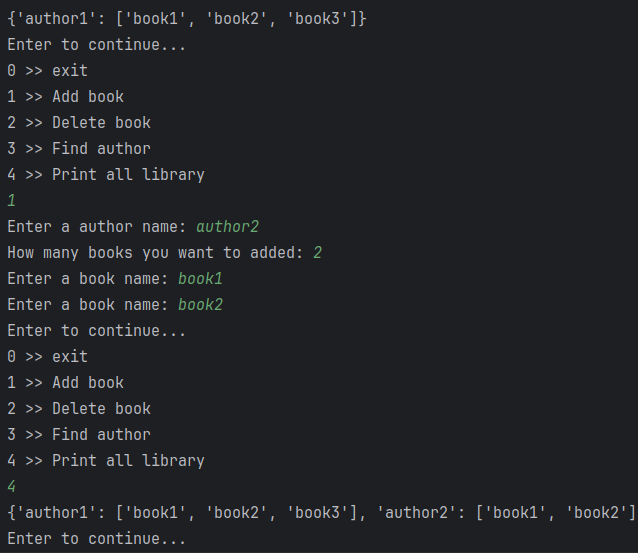 {'author1': ['book1', 'book2', 'book3']}
Enter to continue...
0 >> exit
1 >> Add book
2 >> Delete book
3 >> Find author
4 >> Print all library
1
Enter a author name: author2
How many books you want to added: 2
Enter a book name: book1
Enter a book name: book2
Enter to continue...
0 >> exit
1 >> Add book
2 >> Delete book
3 >> Find author
4 >> Print all library
4
{'author1': ['book1', 'book2', 'book3'], 'author2': ['book1', 'book2']
Enter to continue...